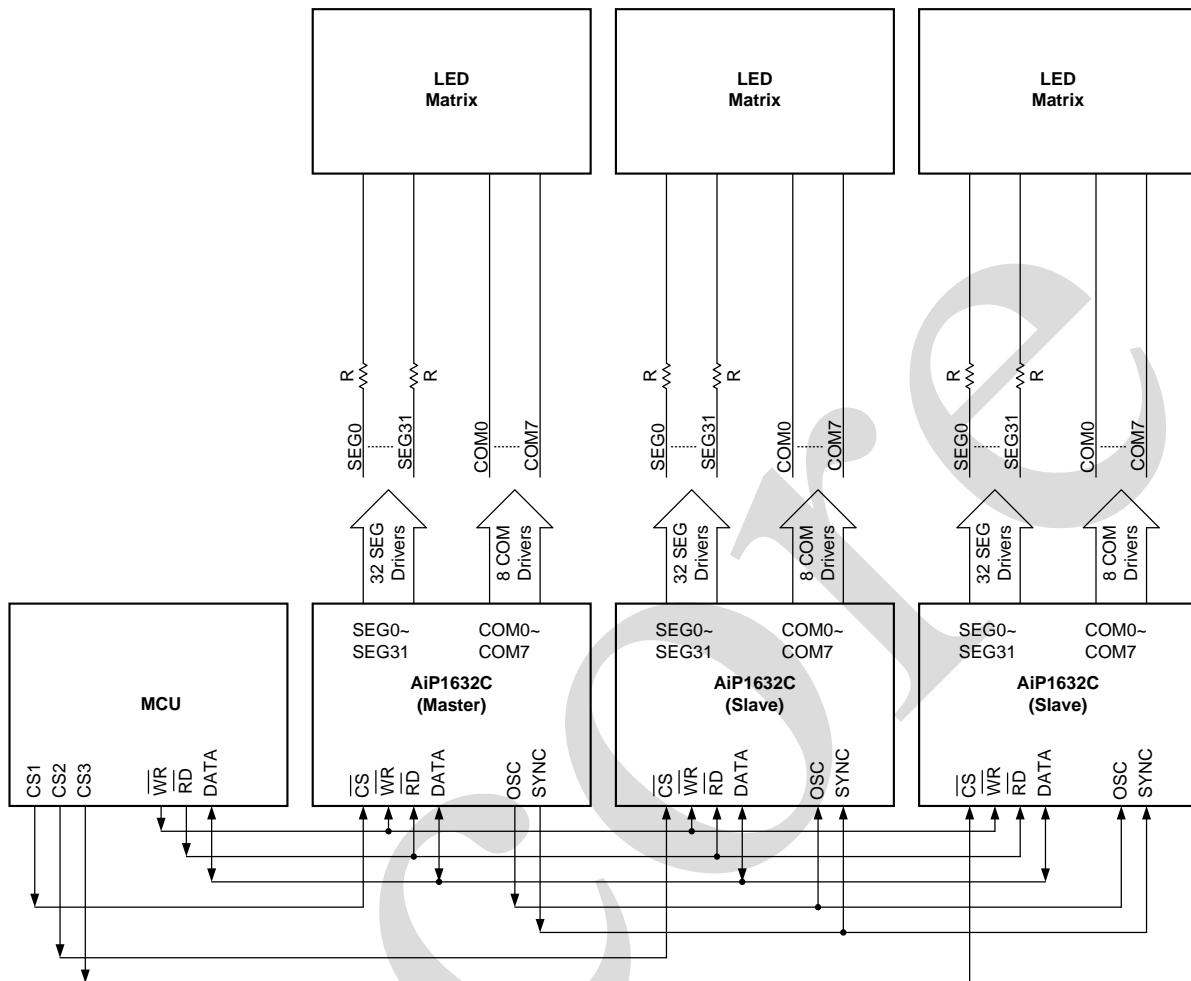 LED
Matrix
LED
Matrix
LED
Matrix
R
R
R
R
R
R
SEG0
SEG31
COM0
COM7
SEG0
SEG31
COM0
COM7
SEG0
SEG31
COM0
COM7
32 SEG
Drivers
8 COM
Drivers
32 SEG
Drivers
8 COM
Drivers
32 SEG
Drivers
8 COM
Drivers
MCU
CS1
CS2
CS3
WR
RD
DATA
SEG0~
SEG31
COM0~
COM7
AiP1632C
(Master)
CS
WR
RD
DATA
OSC
SYNC
SEG0~
SEG31
COM0~
COM7
AiP1632C
(Slave)
CS
WR
RD
DATA
OSC
SYNC
SEG0~
SEG31
COM0~
COM7
AiP1632C
(Slave)
CS
WR
RD
DATA
OSC
SYNC
core